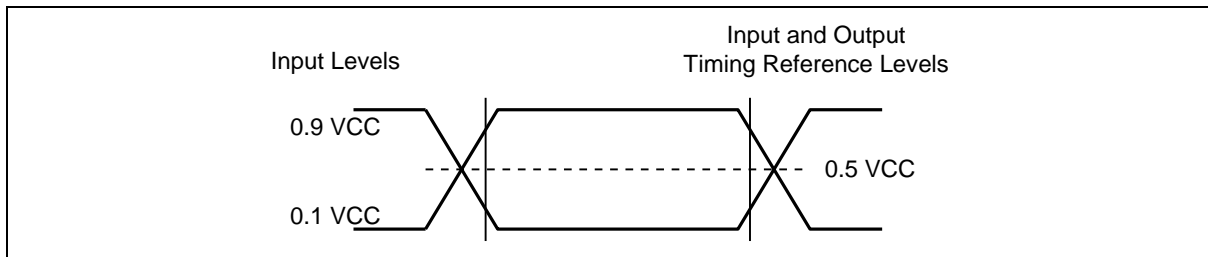 Input Levels
Input and Output
Timing Reference Levels
0.9 VCC
0.5 VCC
0.1 VCC